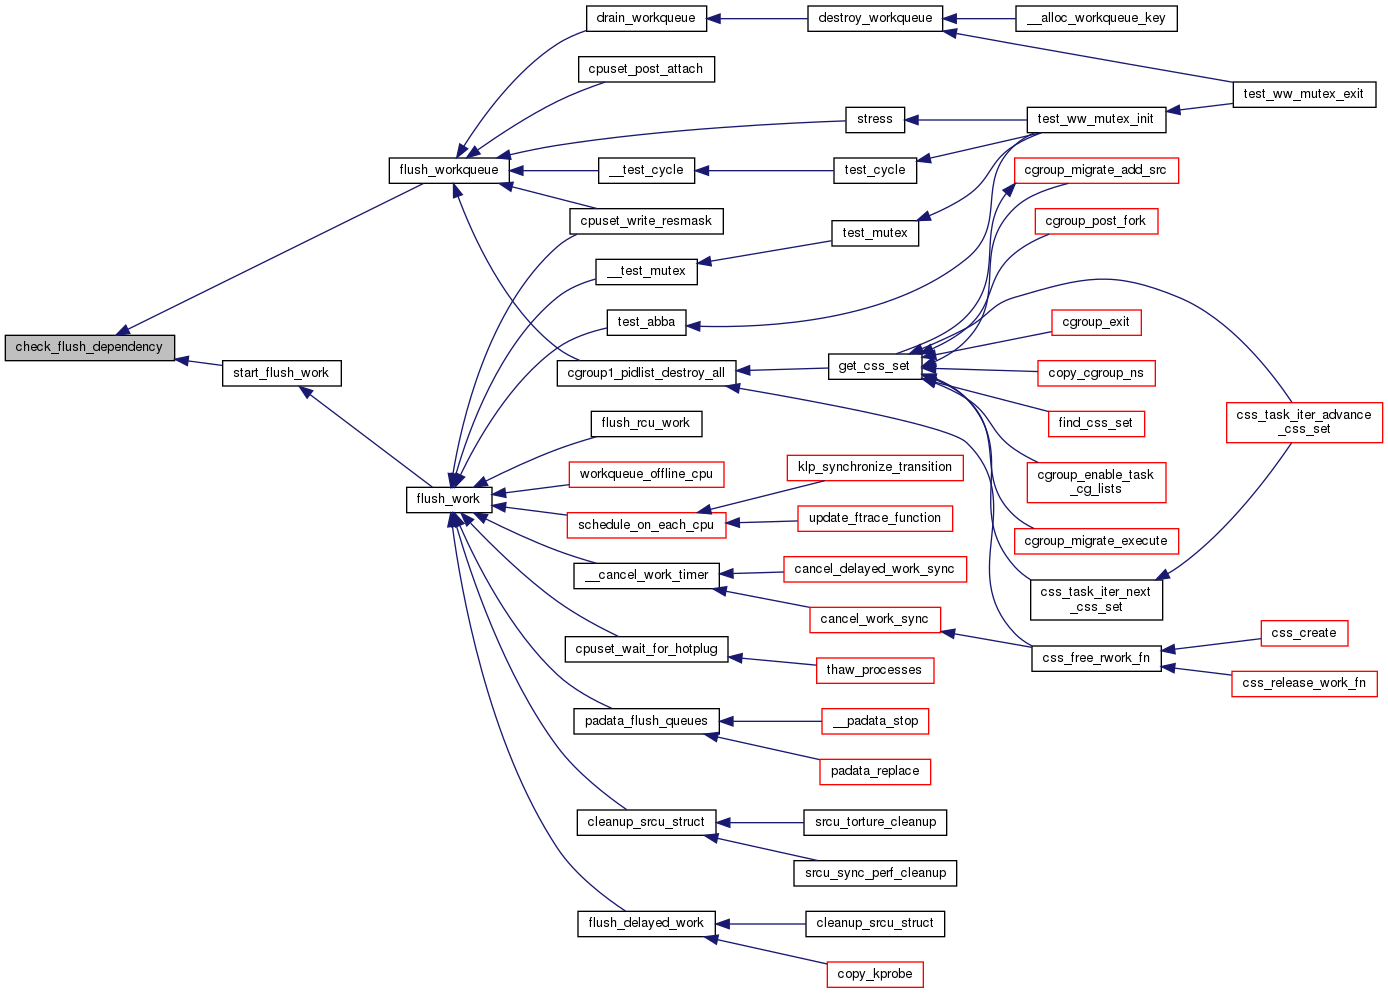 drain_workqueue
destroy_workqueue
__alloc_workqueue_key
cpuset_post_attach
test_ww_mutex_exit
stress
test_ww_mutex_init
flush_workqueue
__test_cycle
test_cycle
cgroup_migrate_add_src
cpuset_write_resmask
test_mutex
cgroup_post_fork
__test_mutex
test_abba
cgroup_exit
check_flush_dependency
start_flush_work
cgroup1_pidlist_destroy_all
get_css_set
copy_cgroup_ns
flush_rcu_work
find_css_set
css_task_iter_advance
_css_set
workqueue_offline_cpu
klp_synchronize_transition
cgroup_enable_task
_cg_lists
flush_work
schedule_on_each_cpu
update_ftrace_function
cgroup_migrate_execute
__cancel_work_timer
cancel_delayed_work_sync
css_task_iter_next
_css_set
cancel_work_sync
css_create
cpuset_wait_for_hotplug
css_free_rwork_fn
thaw_processes
css_release_work_fn
padata_flush_queues
__padata_stop
padata_replace
cleanup_srcu_struct
srcu_torture_cleanup
srcu_sync_perf_cleanup
flush_delayed_work
cleanup_srcu_struct
copy_kprobe